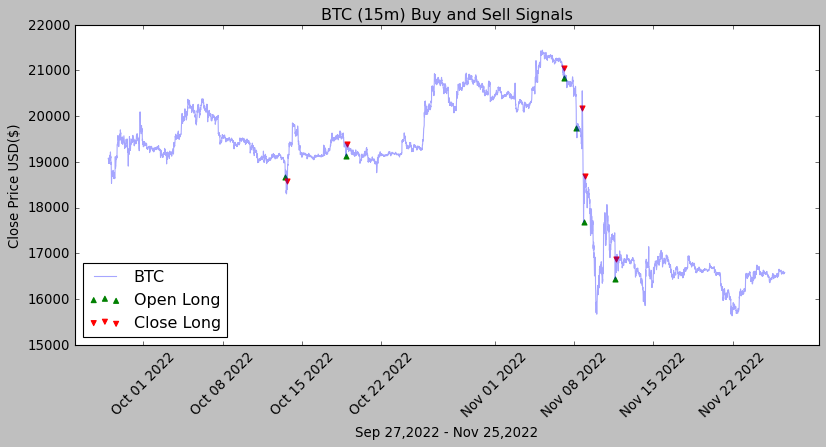 BTC (15m) Buy and Sell Signals
22000
21000
20000
19000
18000
17000
16000
15000
Close Price USD($)
BTC
Open Long
Close Long
Oct 01 2022
Oct 08 2022
Oct 15 2022
Oct 22 2022
Nov 01 2022
Nov 08 2022
Nov 15 2022
Nov 22 2022
Sep 27,2022 - Nov 25,2022